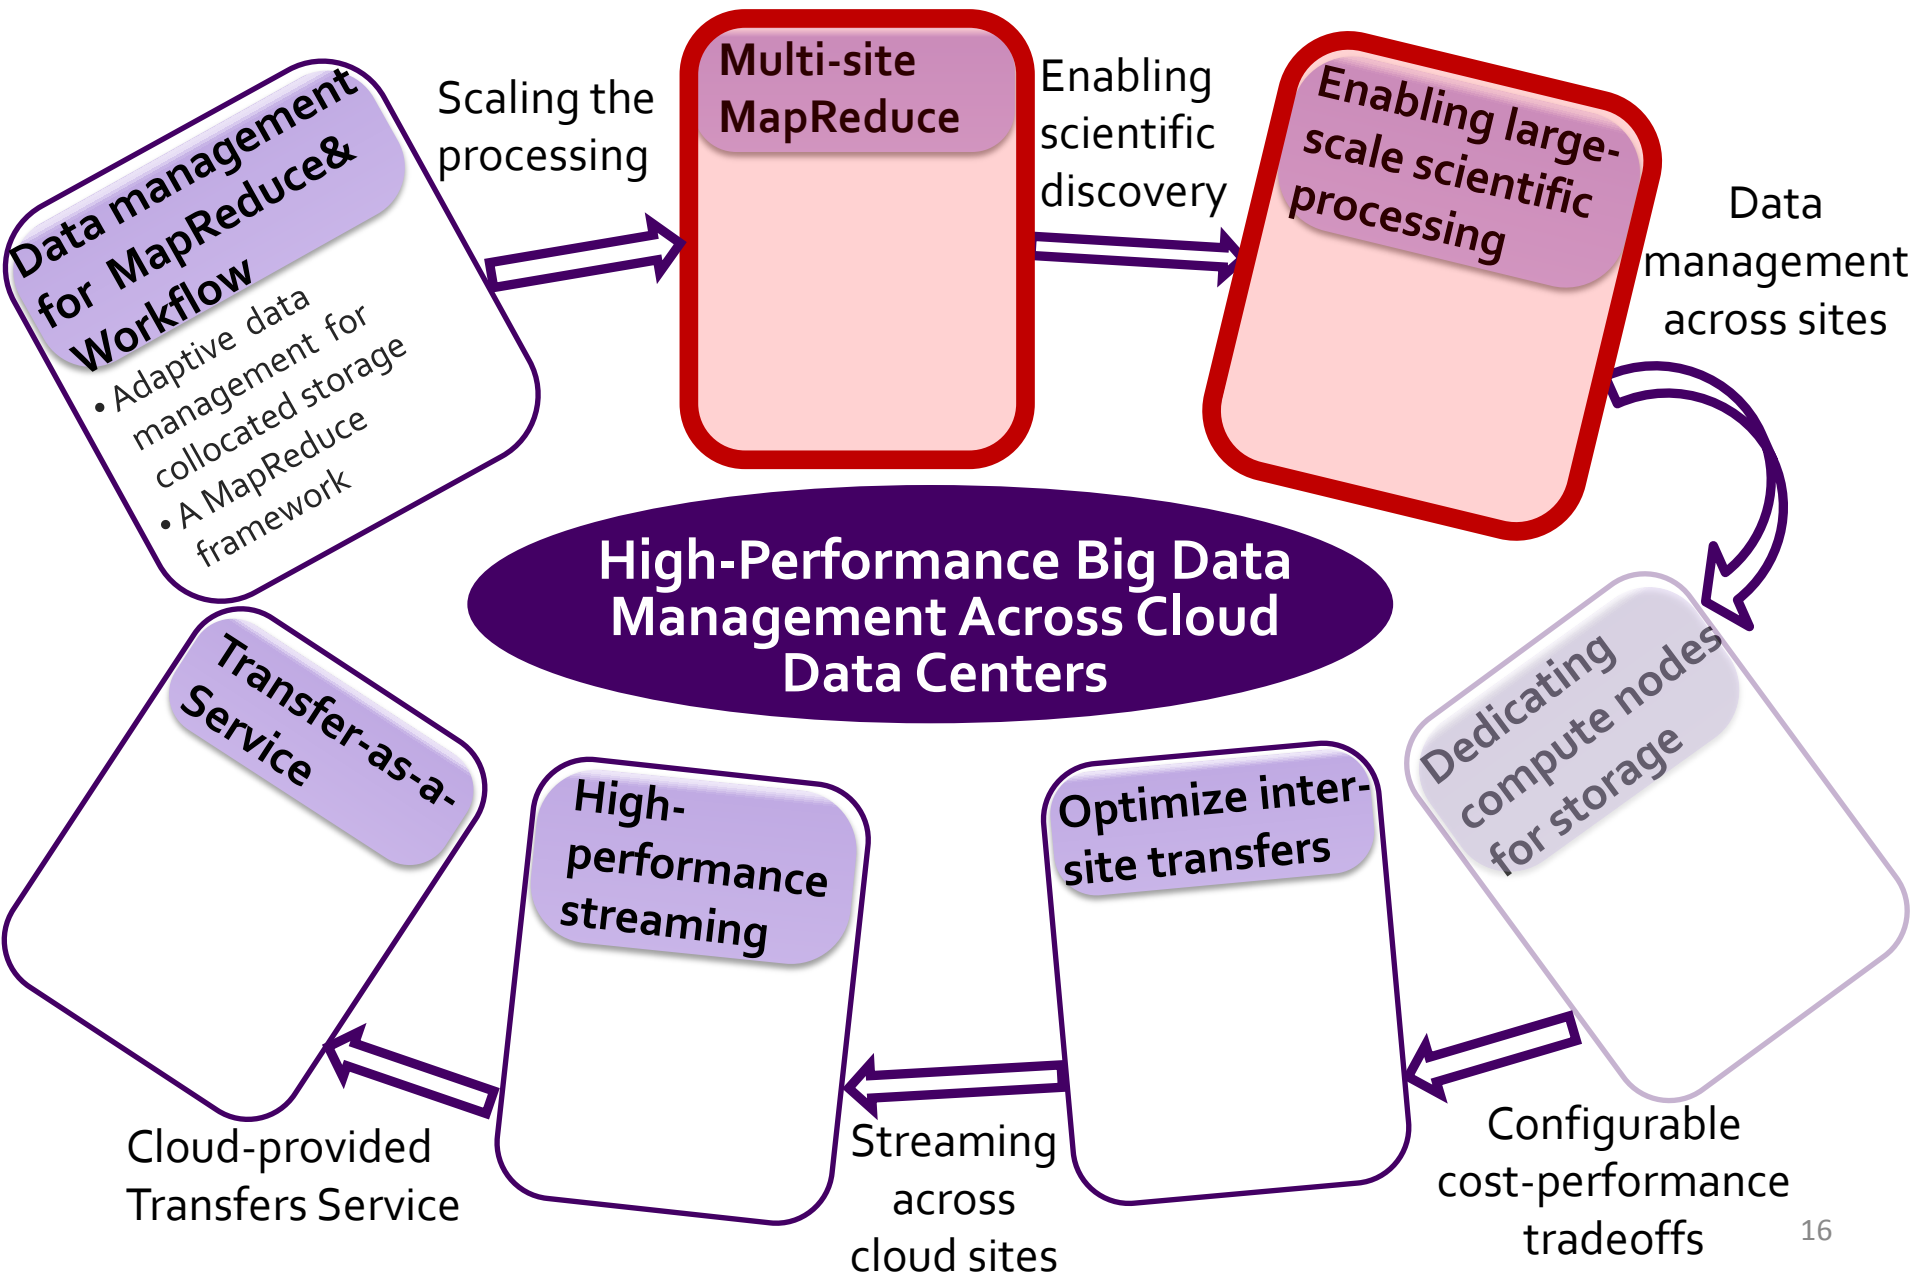 Data management
for MapReduce&
Workflow
• Adaptive data
management for
collocated storage
• A MapReduce
framework
Scaling the
processing
Multi-site
MapReduce
Enabling
scientific
discovery
Enabling large-
scale scientific
processing
Data
management
across sites
High-Performance Big Data
Management Across Cloud
Data Centers
Dedicating
compute nodes
for storage
Configurable
cost-performance
tradeoffs
Optimize inter-
site transfers
Streaming
across
cloud sites
High-
performance
streaming
Cloud-provided
Transfers Service
Transfer-as-a-
Service
16